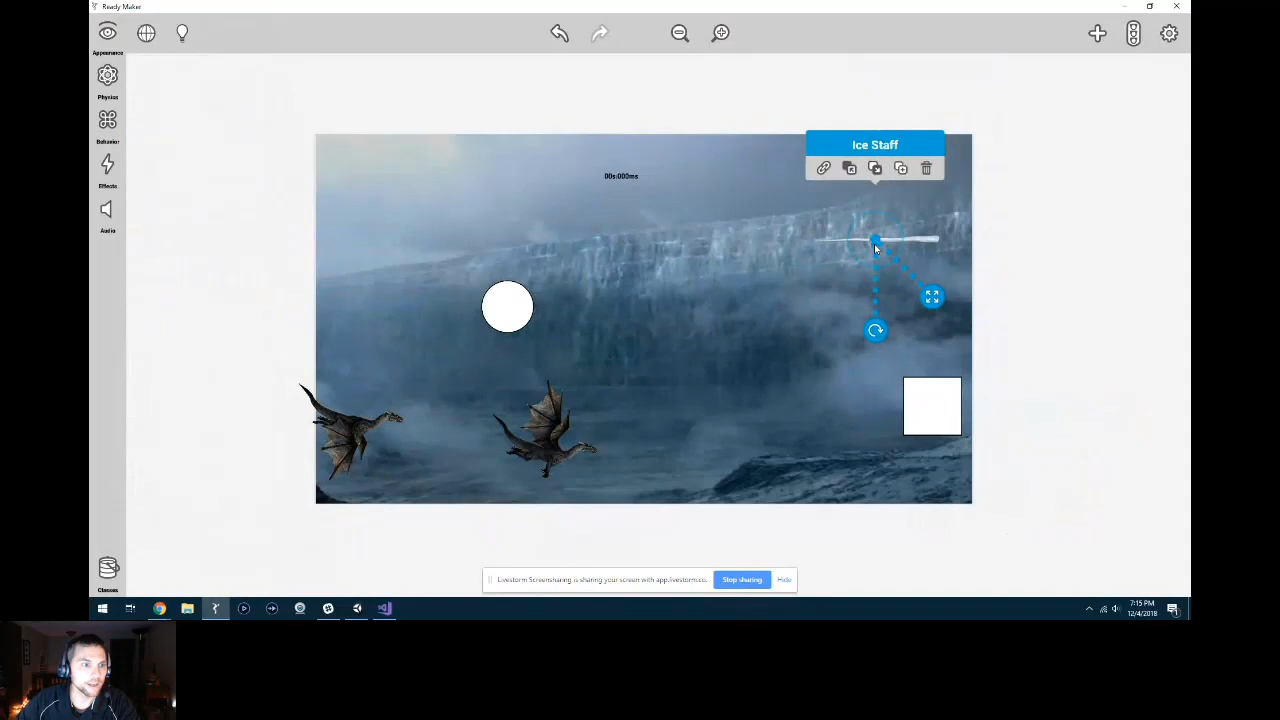 Ready Maker
Appearance
Physics
Behavior
Effects
Audio
Classes
Ice Staff
00s:000ms
Livestorm Screensharing is sharing your screen with app.livestorm.co.
Stop sharing
Hide
7:15 PM
12/4/2018